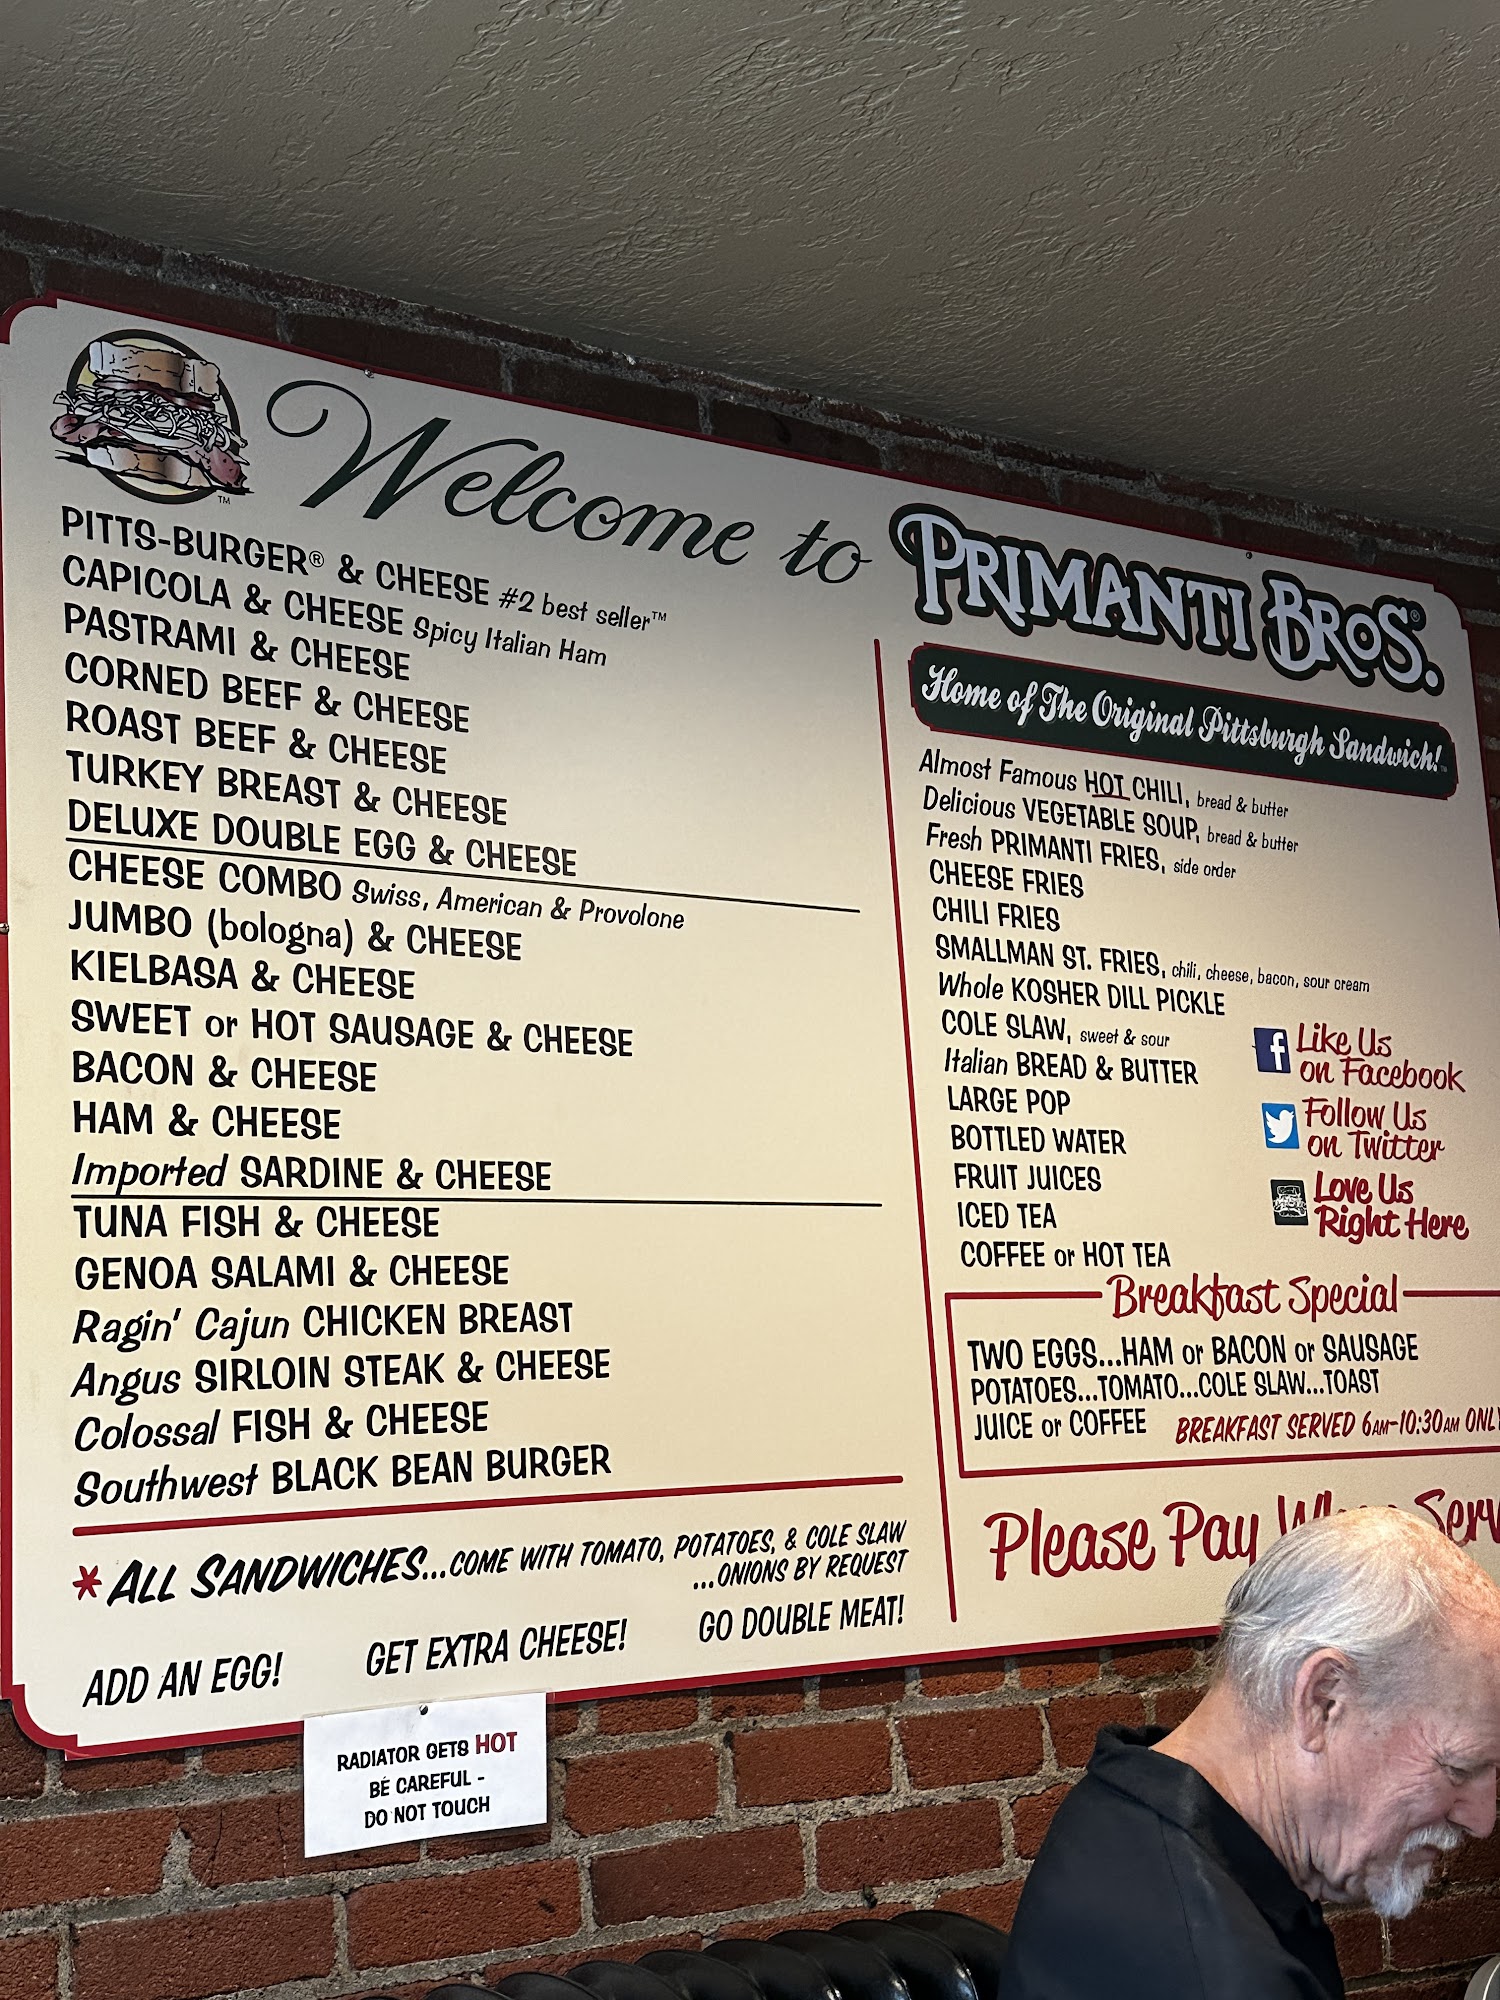 Welcome to PRIMANTI BROS.®
PITTS-BURGER® & CHEESE #2 best seller™
CAPICOLA & CHEESE Spicy Italian Ham
PASTRAMI & CHEESE
CORNED BEEF & CHEESE
ROAST BEEF & CHEESE
TURKEY BREAST & CHEESE
DELUXE DOUBLE EGG & CHEESE
CHEESE COMBO Swiss, American & Provolone
JUMBO (bologna) & CHEESE
KIELBASA & CHEESE
SWEET or HOT SAUSAGE & CHEESE
BACON & CHEESE
HAM & CHEESE
Imported SARDINE & CHEESE
TUNA FISH & CHEESE
GENOA SALAMI & CHEESE
Ragin' Cajun CHICKEN BREAST
Angus SIRLOIN STEAK & CHEESE
Colossal FISH & CHEESE
Southwest BLACK BEAN BURGER
*ALL SANDWICHES...COME WITH TOMATO, POTATOES, & COLE SLAW
...ONIONS BY REQUEST
ADD AN EGG! GET EXTRA CHEESE! GO DOUBLE MEAT!
Home of The Original Pittsburgh Sandwich!™
Almost Famous HOT CHILI, bread & butter
Delicious VEGETABLE SOUP, bread & butter
Fresh PRIMANTI FRIES, side order
CHEESE FRIES
CHILI FRIES
SMALLMAN ST. FRIES, chili, cheese, bacon, sour cream
Whole KOSHER DILL PICKLE
COLE SLAW, sweet & sour
Italian BREAD & BUTTER
LARGE POP
BOTTLED WATER
FRUIT JUICES
ICED TEA
COFFEE or HOT TEA
Like Us
on Facebook
Follow Us
on Twitter
Love Us
Right Here
Breakfast Special
TWO EGGS...HAM or BACON or SAUSAGE
POTATOES...TOMATO...COLE SLAW...TOAST
JUICE or COFFEE BREAKFAST SERVED 6AM-10:30AM ONLY
Please Pay
RADIATOR GETS HOT
BE CAREFUL -
DO NOT TOUCH